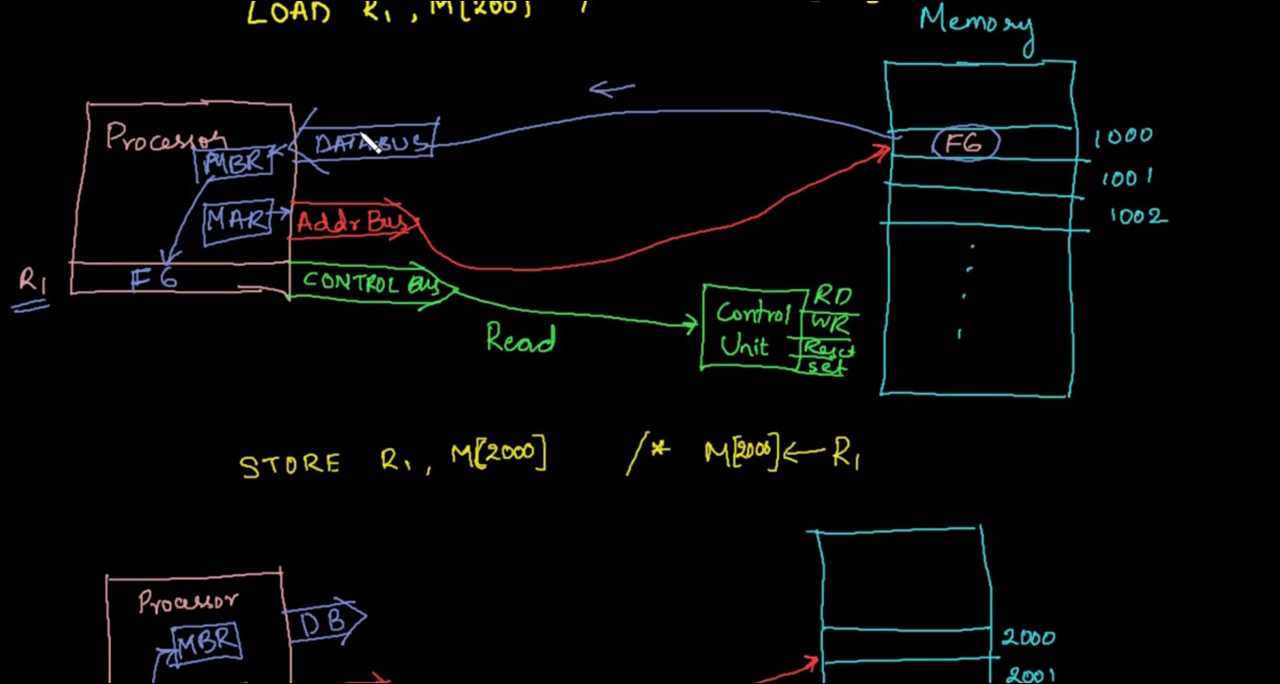 LOAD R1, M[200] /
Memory
Processor
MBR
DATABUS
F6
1000
1001
MAR
Addr Bus
1002
R1
F6
CONTROL BUS
Read
Control
Unit
RD
WR
Reset
set
STORE R1, M[2000] /* M[2000] ← R1
Processor
MBR
DB
2000
2001